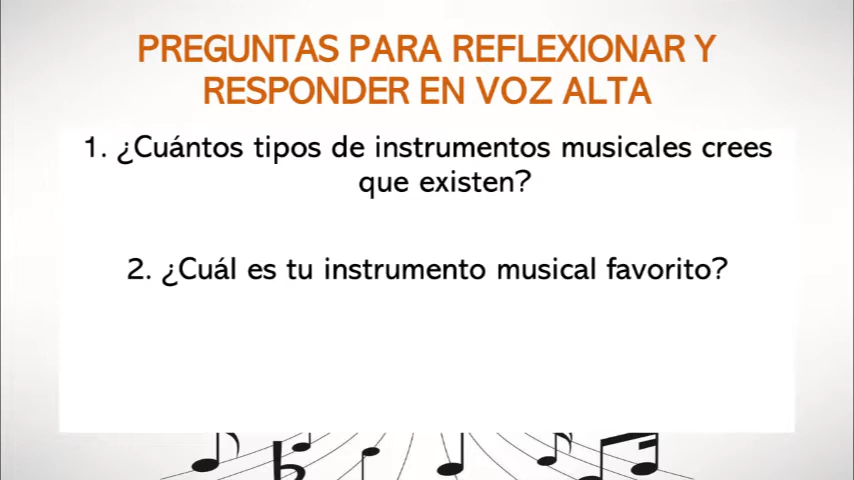 PREGUNTAS PARA REFLEXIONAR Y
RESPONDER EN VOZ ALTA
1. ¿Cuántos tipos de instrumentos musicales crees
que existen?
2. ¿Cuál es tu instrumento musical favorito?